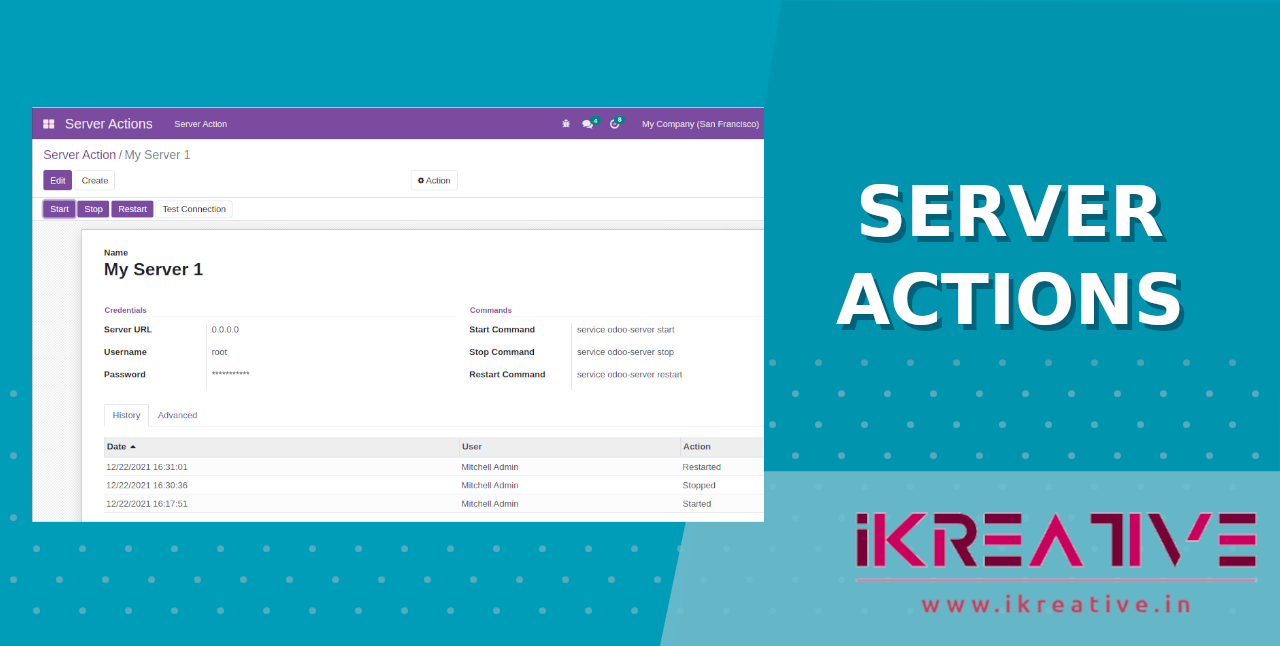 Server Actions Server Action 4 8 My Company (San Francisco)
Server Action / My Server 1
Edit Create Action
Start Stop Restart Test Connection
Name
My Server 1
Credentials Commands
Server URL 0.0.0.0 Start Command service odoo-server start
Username root Stop Command service odoo-server stop
Password *********** Restart Command service odoo-server restart
History Advanced
Date User Action
12/22/2021 16:31:01 Mitchell Admin Restarted
12/22/2021 16:30:36 Mitchell Admin Stopped
12/22/2021 16:17:51 Mitchell Admin Started
SERVER
ACTIONS
iKREATIVE
www.ikreative.in